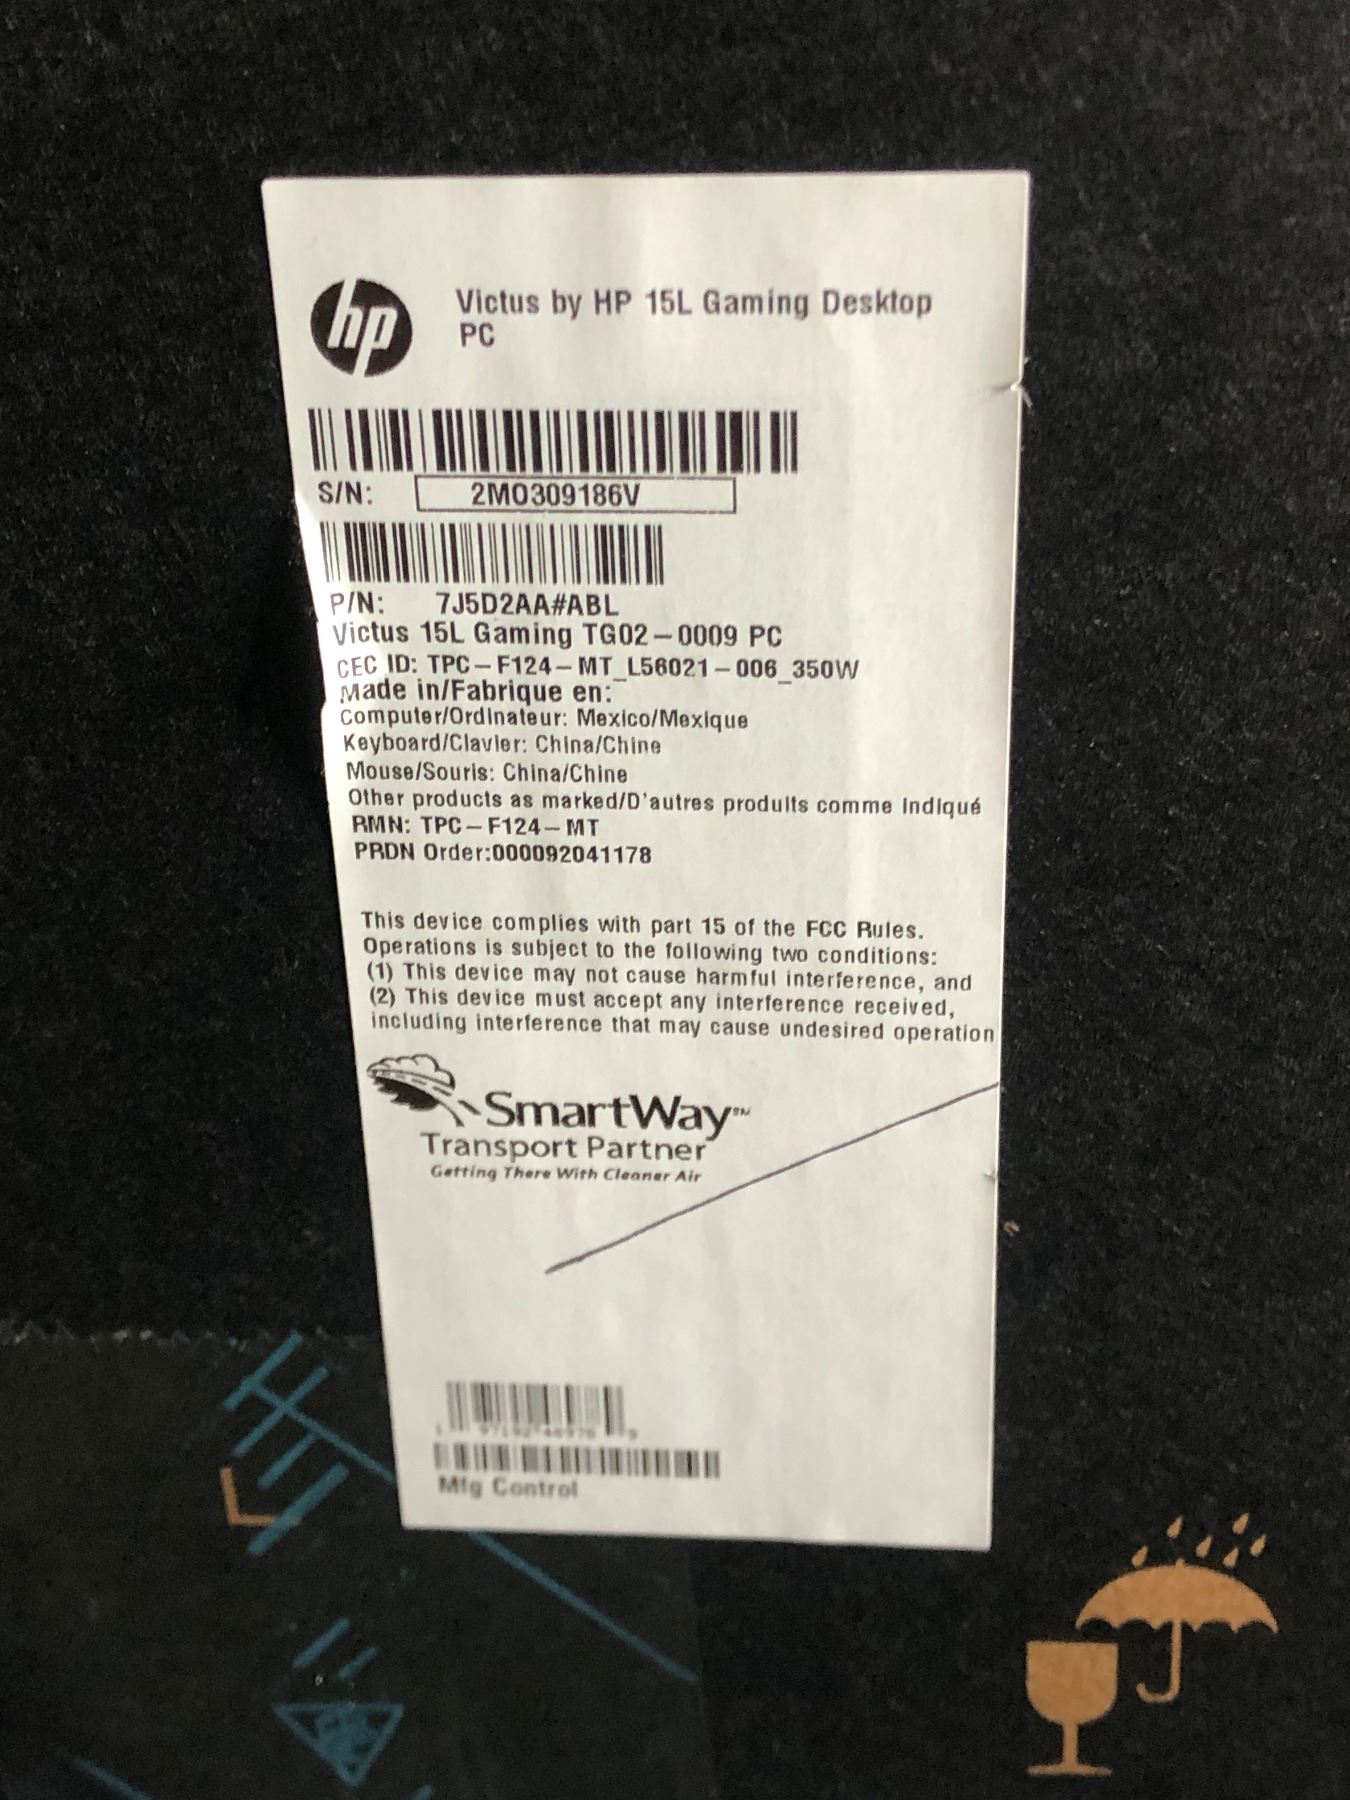 hp
Victus by HP 15L Gaming Desktop
PC
S/N: 2MO309186V
P/N: 7J5D2AA#ABL
Victus 15L Gaming TG02-0009 PC
CEC ID: TPC-F124-MT_L56021-006_350W
Made in/Fabrique en:
Computer/Ordinateur: Mexico/Mexique
Keyboard/Clavier: China/Chine
Mouse/Souris: China/Chine
Other products as marked/D'autres produits comme indiqué
RMN: TPC-F124-MT
PRDN Order:000092041178
This device complies with part 15 of the FCC Rules.
Operations is subject to the following two conditions:
(1) This device may not cause harmful interference, and
(2) This device must accept any interference received,
including interference that may cause undesired operation
SmartWay℠
Transport Partner
Getting There With Cleaner Air
Mfg Control